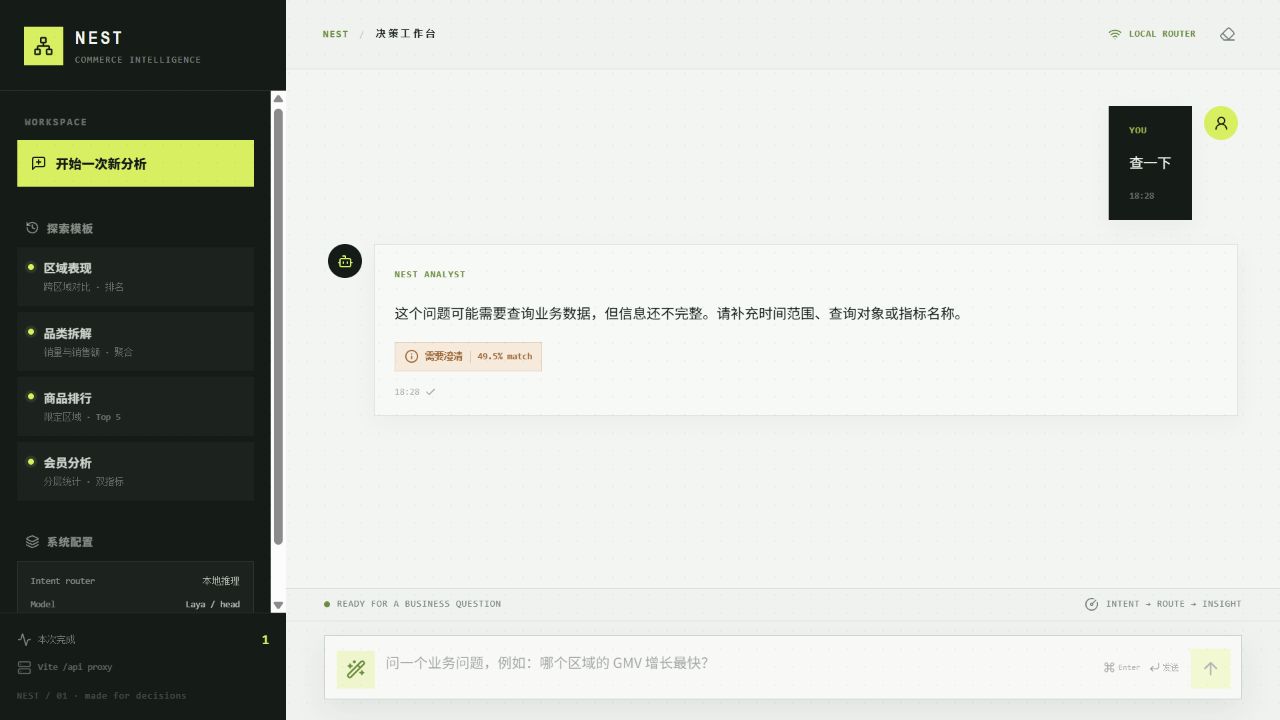 NEST
COMMERCE INTELLIGENCE
WORKSPACE
开始一次新分析
探索模板
区域表现
跨区域对比 · 排名
品类拆解
销量与销售额 · 聚合
商品排行
限定区域 · Top 5
会员分析
分层统计 · 双指标
系统配置
Intent router 本地推理
Model Laya / head
本次完成 1
Vite /api proxy
NEST / 01 · made for decisions
NEST / 决策工作台
LOCAL ROUTER
YOU
查一下
18:28
NEST ANALYST
这个问题可能需要查询业务数据，但信息还不完整。请补充时间范围、查询对象或指标名称。
需要澄清 49.5% match
18:28
READY FOR A BUSINESS QUESTION
INTENT → ROUTE → INSIGHT
问一个业务问题，例如：哪个区域的 GMV 增长最快？
⌘ Enter ↵ 发送